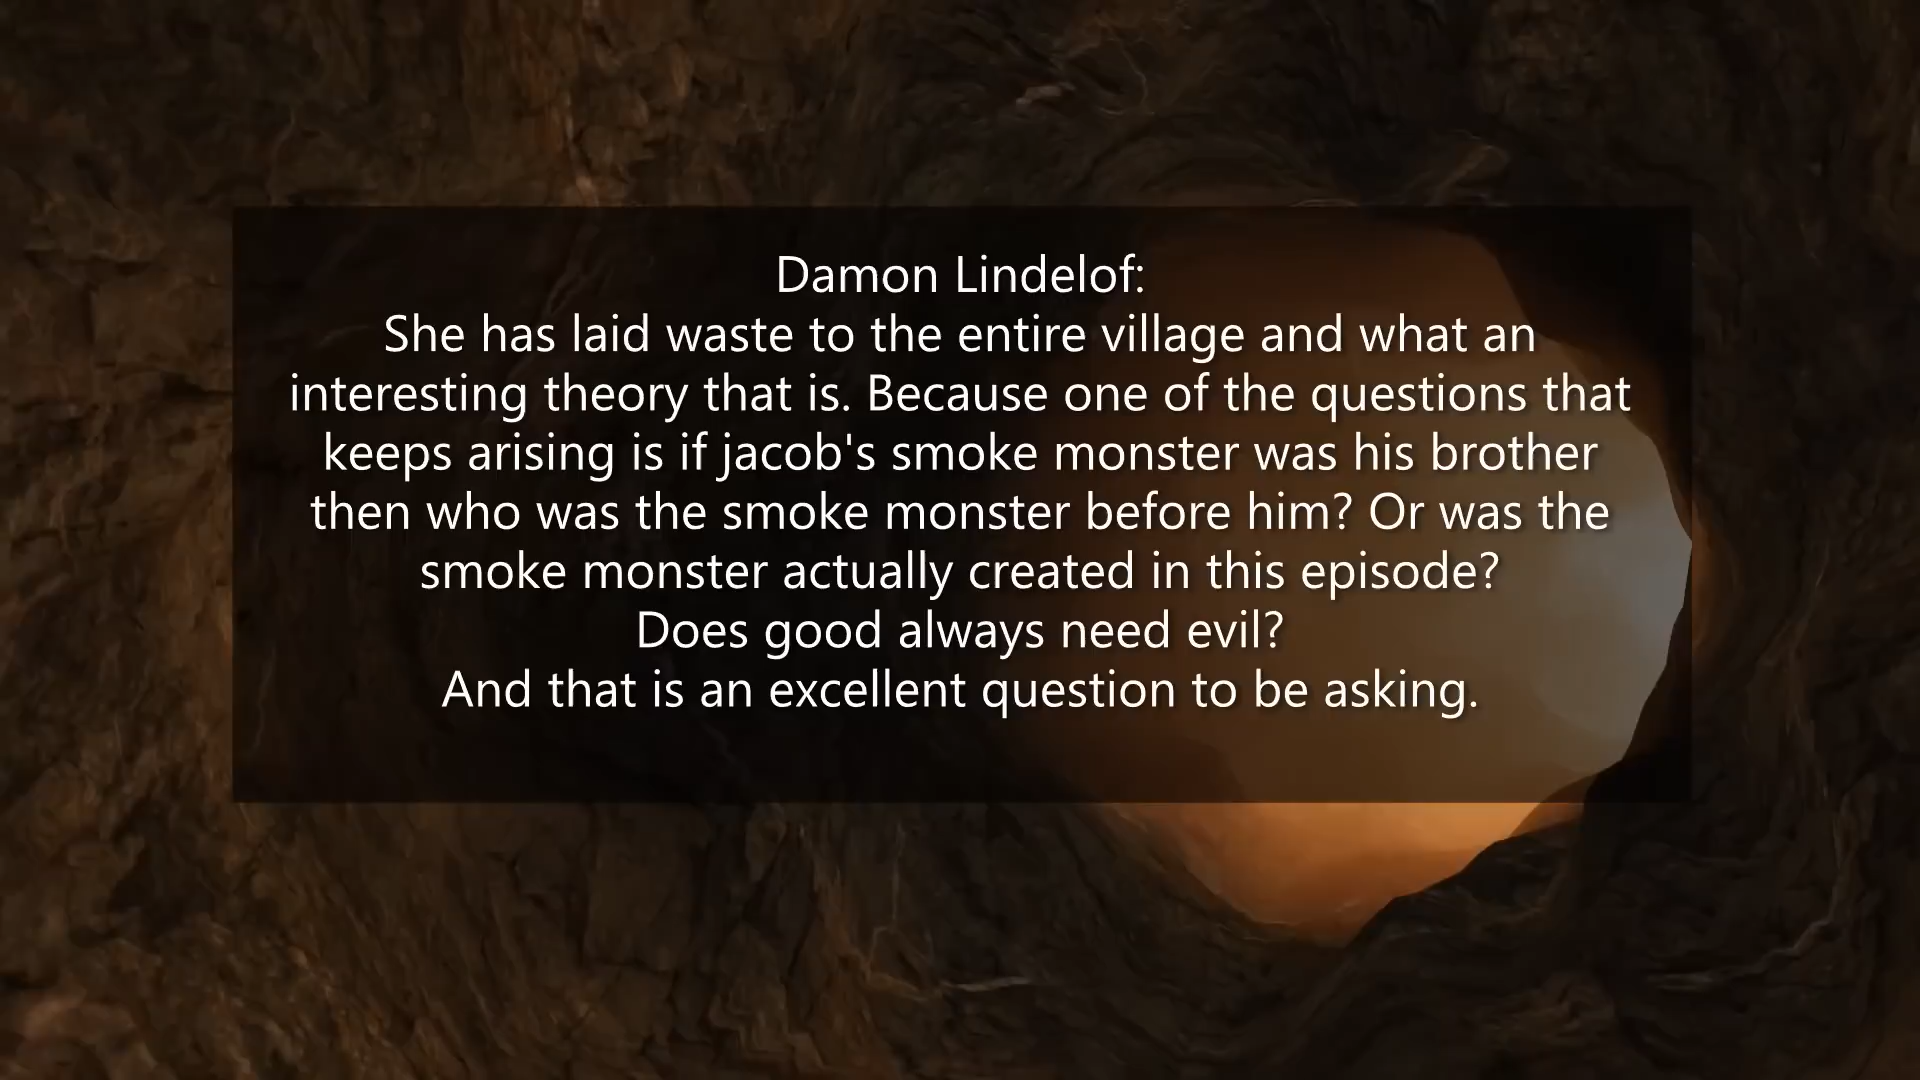 Damon Lindelof:
She has laid waste to the entire village and what an
interesting theory that is. Because one of the questions that
keeps arising is if jacob's smoke monster was his brother
then who was the smoke monster before him? Or was the
smoke monster actually created in this episode?
Does good always need evil?
And that is an excellent question to be asking.